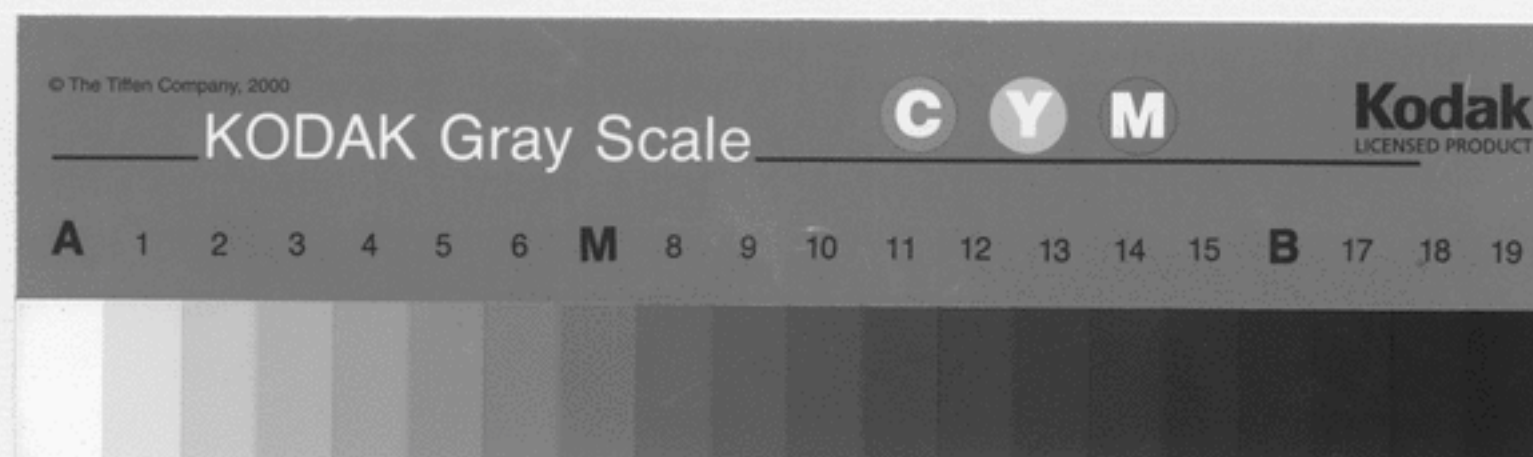 © The Tiffen Company, 2000
KODAK Gray Scale
C Y M
Kodak
LICENSED PRODUCT
A 1 2 3 4 5 6 M 8 9 10 11 12 13 14 15 B 17 18 19